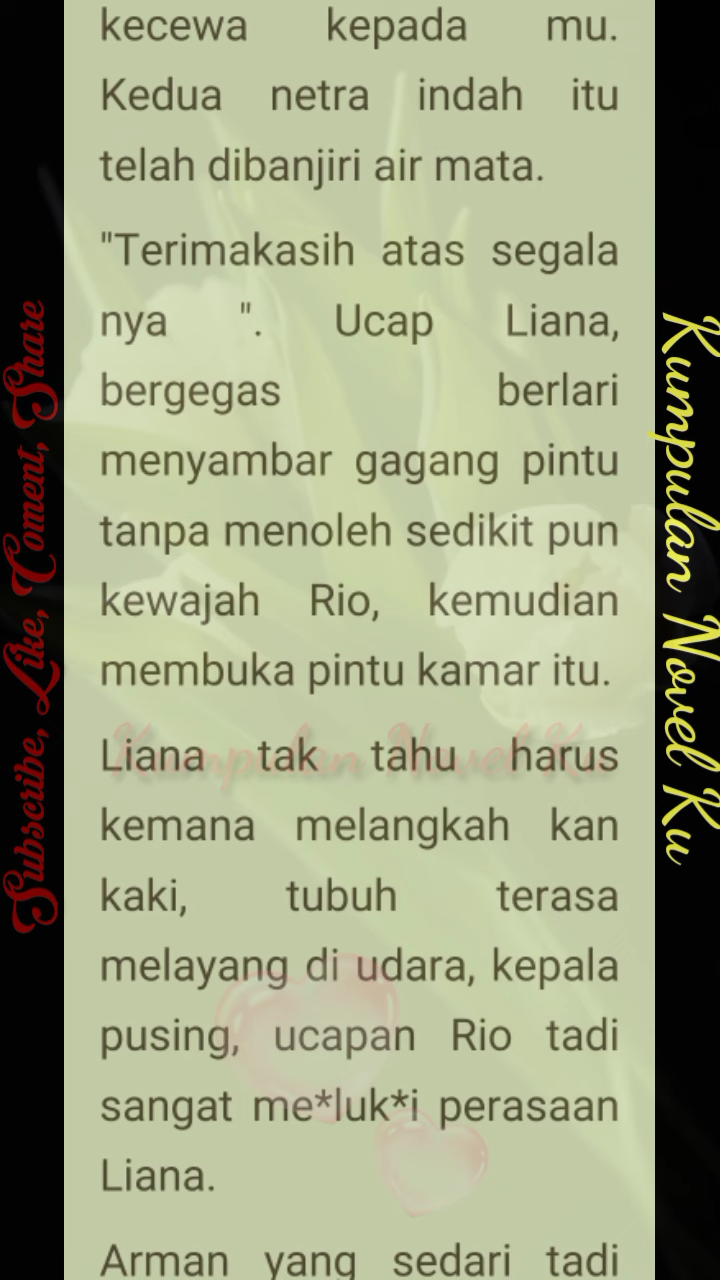 kecewa kepada mu.
Kedua netra indah itu
telah dibanjiri air mata.
"Terimakasih atas segala
nya ". Ucap Liana,
bergegas berlari
menyambar gagang pintu
tanpa menoleh sedikit pun
kewajah Rio, kemudian
membuka pintu kamar itu.
Liana tak tahu harus
kemana melangkah kan
kaki, tubuh terasa
melayang di udara, kepala
pusing, ucapan Rio tadi
sangat me*luk*i perasaan
Liana.
Arman yang sedari tadi
Subscribe, Like, Coment, Share
Kumpulan Novel Ku
Kumpulan Novel Ku